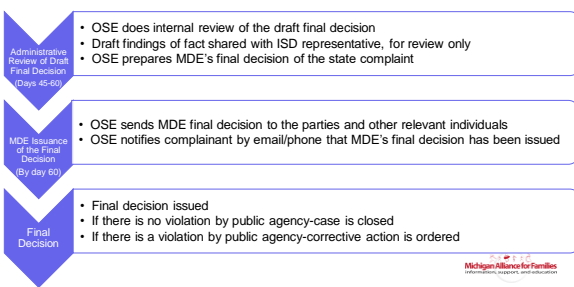 Administrative
Review of Draft
Final Decision
(Days 45-60)
• OSE does internal review of the draft final decision
• Draft findings of fact shared with ISD representative, for review only
• OSE prepares MDE's final decision of the state complaint
MDE Issuance
of the Final
Decision
(By day 60)
• OSE sends MDE final decision to the parties and other relevant individuals
• OSE notifies complainant by email/phone that MDE's final decision has been issued
Final
Decision
• Final decision issued
• If there is no violation by public agency-case is closed
• If there is a violation by public agency-corrective action is ordered
Michigan Alliance for Families
information, support, and education